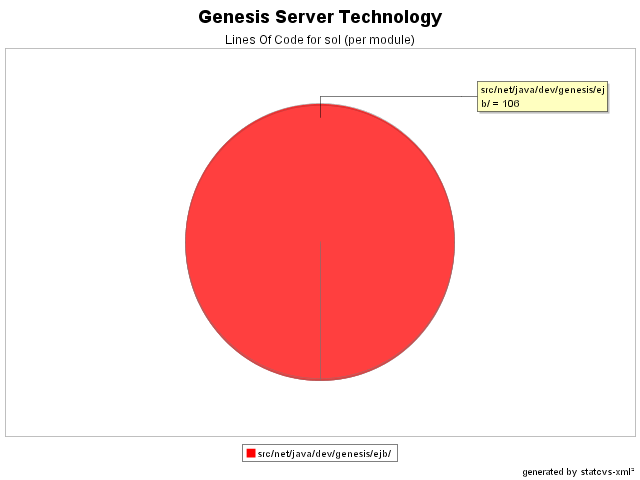 Genesis Server Technology
Lines Of Code for sol (per module)
src/net/java/dev/genesis/ej
b/ = 106
src/net/java/dev/genesis/ejb/
generated by statcvs-xml²